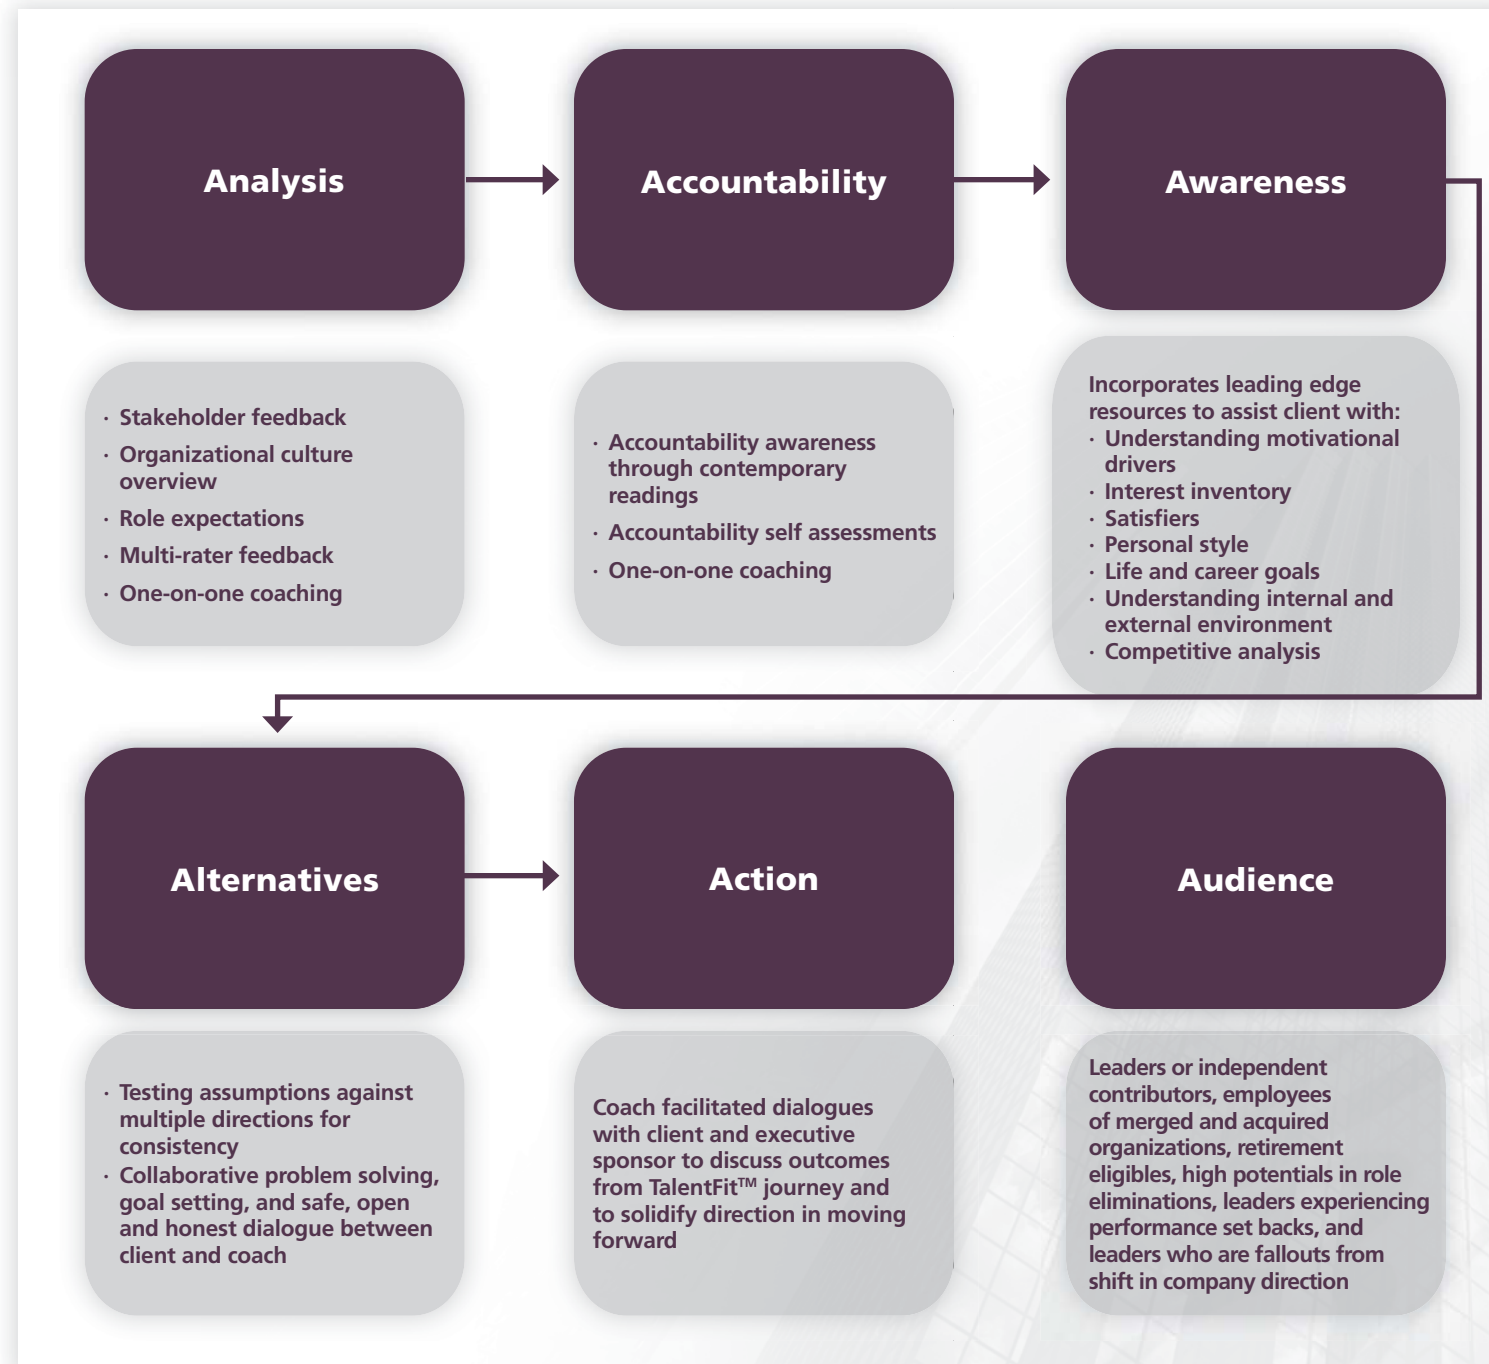 Analysis
Accountability
Awareness
· Stakeholder feedback
· Organizational culture
overview
· Role expectations
· Multi-rater feedback
· One-on-one coaching
· Accountability awareness
through contemporary
readings
· Accountability self assessments
· One-on-one coaching
Incorporates leading edge
resources to assist client with:
· Understanding motivational
drivers
· Interest inventory
· Satisfiers
· Personal style
· Life and career goals
· Understanding internal and
external environment
· Competitive analysis
Alternatives
Action
Audience
· Testing assumptions against
multiple directions for
consistency
· Collaborative problem solving,
goal setting, and safe, open
and honest dialogue between
client and coach
Coach facilitated dialogues
with client and executive
sponsor to discuss outcomes
from TalentFit™ journey and
to solidify direction in moving
forward
Leaders or independent
contributors, employees
of merged and acquired
organizations, retirement
eligibles, high potentials in role
eliminations, leaders experiencing
performance set backs, and
leaders who are fallouts from
shift in company direction